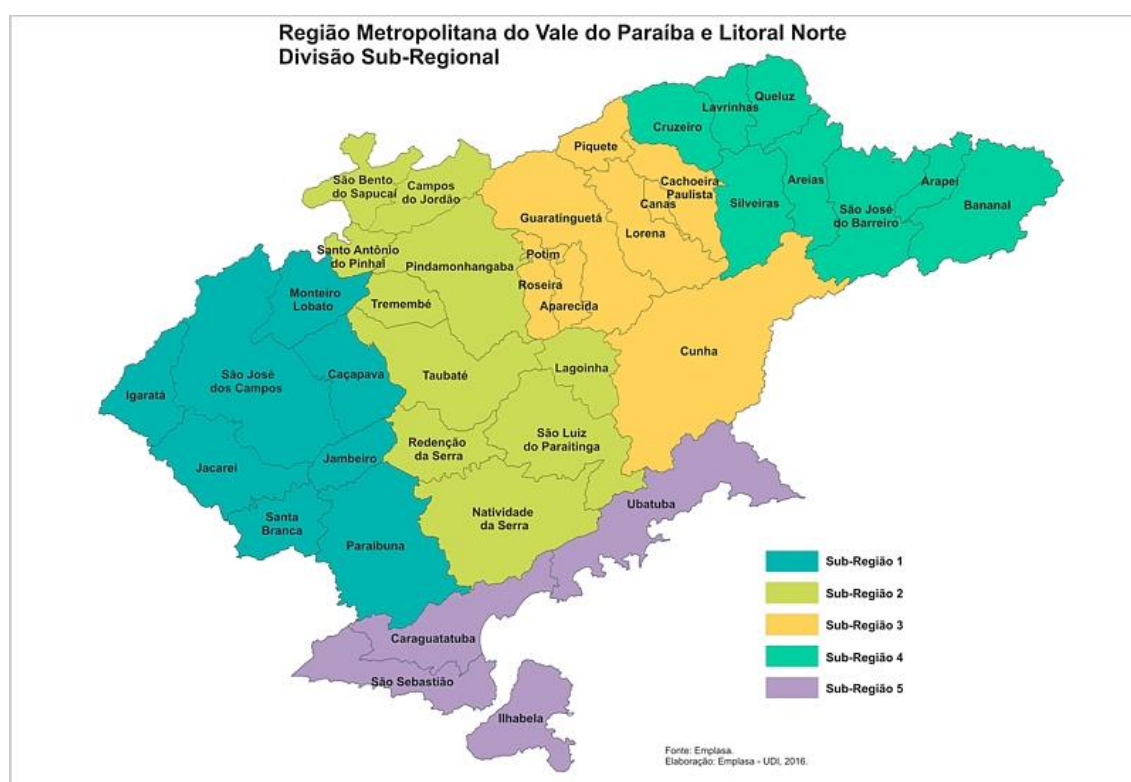 Região Metropolitana do Vale do Paraíba e Litoral Norte
Divisão Sub-Regional
Queluz
Lavrinhas
Cruzeiro
Piquete
São Bento
do Sapucaí
Campos
do Jordão
Cachoeira
Paulista
Canas
Silveiras
Areias
Arapeí
Bananal
São José
do Barreiro
Guaratinguetá
Lorena
Santo Antônio
do Pinhal
Pindamonhangaba
Potim
Roseira
Aparecida
Monteiro
Lobato
Tremembé
Cunha
Igaratá
São José
dos Campos
Caçapava
Taubaté
Lagoinha
Redenção
da Serra
São Luiz
do Paraitinga
Jacareí
Jambeiro
Santa
Branca
Paraibuna
Natividade
da Serra
Ubatuba
Caraguatatuba
São Sebastião
Ilhabela
Sub-Região 1
Sub-Região 2
Sub-Região 3
Sub-Região 4
Sub-Região 5
Fonte: Emplasa.
Elaboração: Emplasa - UDI, 2016.